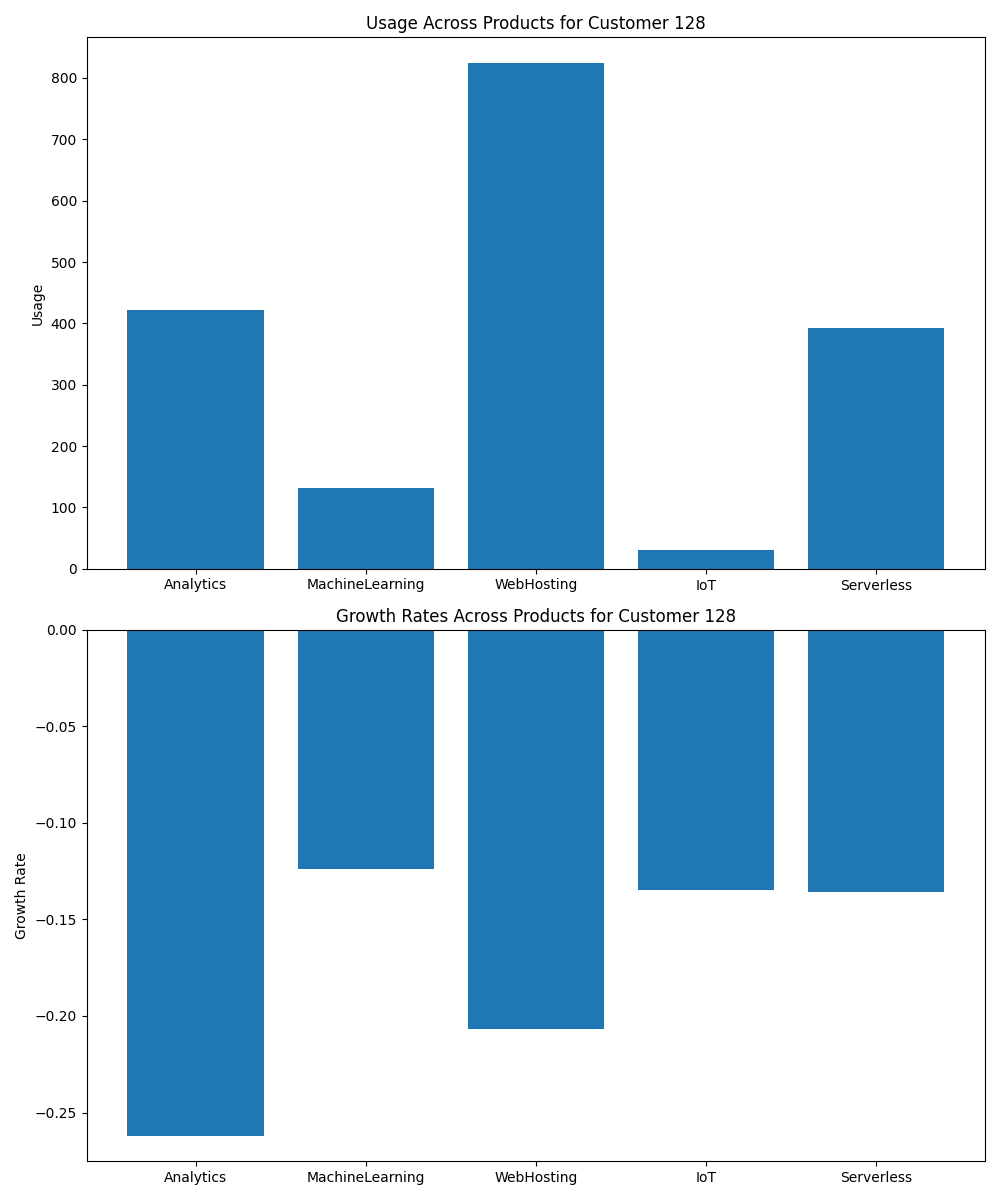 Usage Across Products for Customer 128
800
700
600
500
400
300
200
100
0
Usage
Analytics MachineLearning WebHosting IoT Serverless
Growth Rates Across Products for Customer 128
0.00
−0.05
−0.10
−0.15
−0.20
−0.25
Growth Rate
Analytics MachineLearning WebHosting IoT Serverless